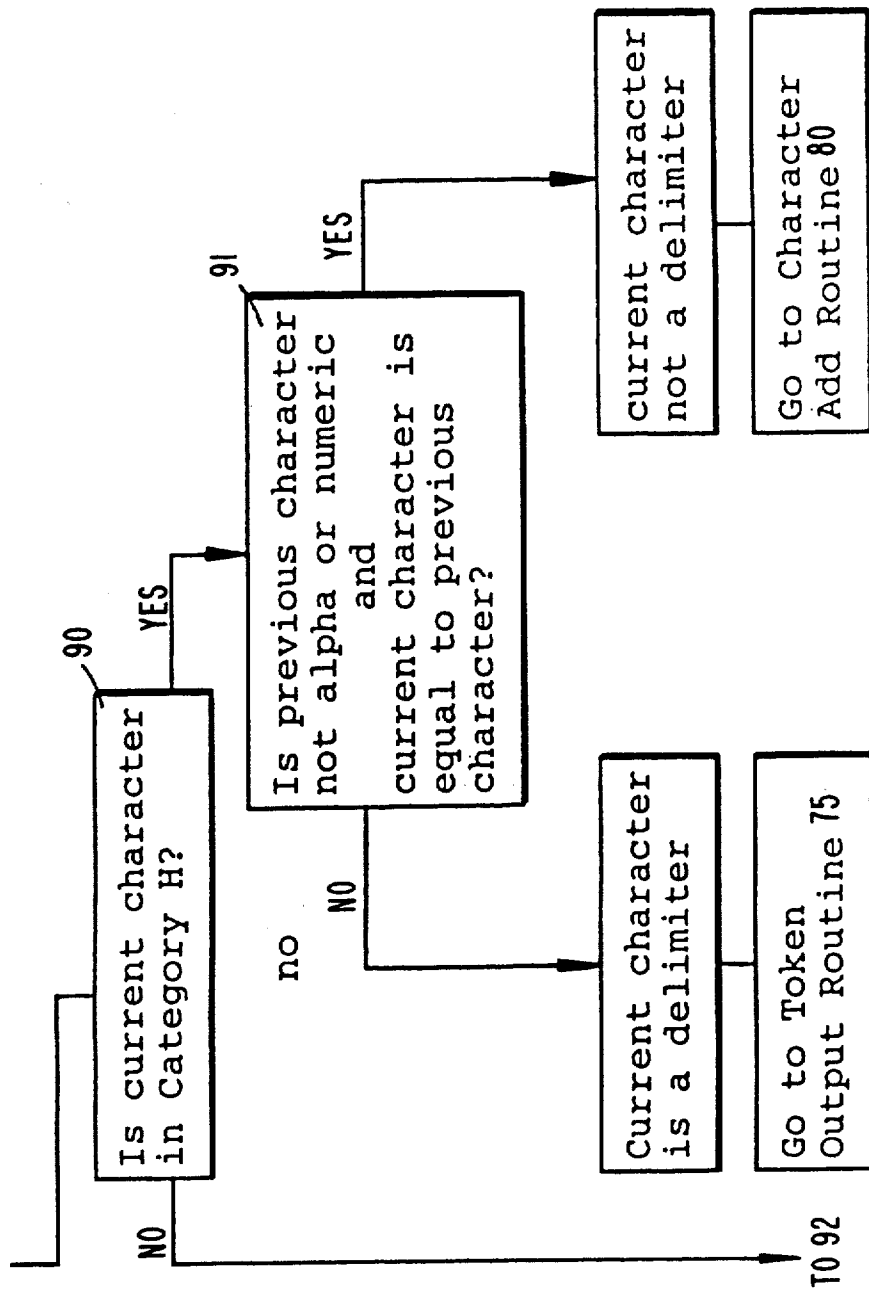 90
Is current character
in Category H?
NO
YES
91
Is previous character
not alpha or numeric
and
current character is
equal to previous
character?
no
NO
YES
Current character
is a delimiter
current character
not a delimiter
Go to Token
Output Routine 75
Go to Character
Add Routine 80
TO 92